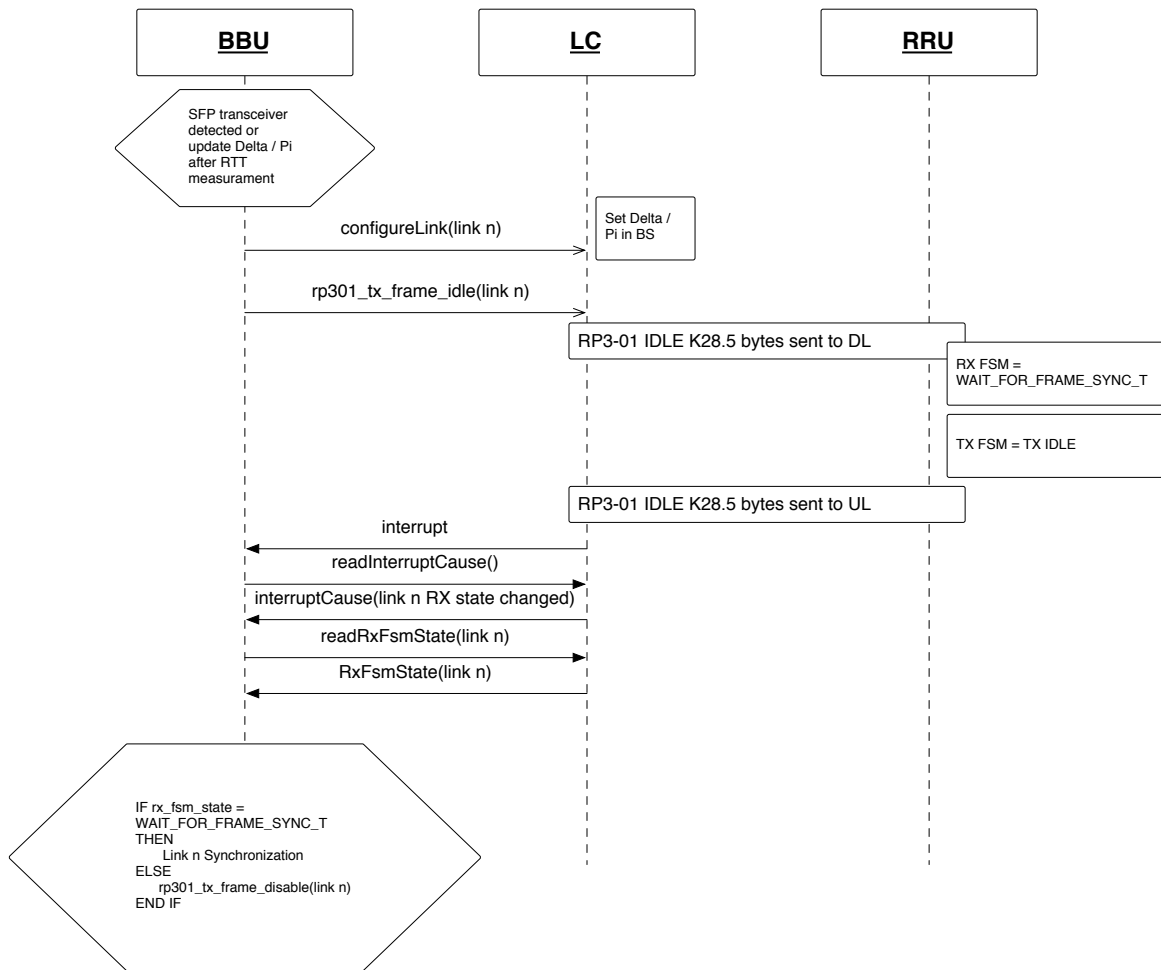 BBU
LC
RRU
SFP transceiver
detected or
update Delta / Pi
after RTT
measurament
configureLink(link n)
Set Delta /
Pi in BS
rp301_tx_frame_idle(link n)
RP3-01 IDLE K28.5 bytes sent to DL
RX FSM =
WAIT_FOR_FRAME_SYNC_T
TX FSM = TX IDLE
RP3-01 IDLE K28.5 bytes sent to UL
interrupt
readInterruptCause()
interruptCause(link n RX state changed)
readRxFsmState(link n)
RxFsmState(link n)
IF rx_fsm_state =
WAIT_FOR_FRAME_SYNC_T
THEN
Link n Synchronization
ELSE
rp301_tx_frame_disable(link n)
END IF